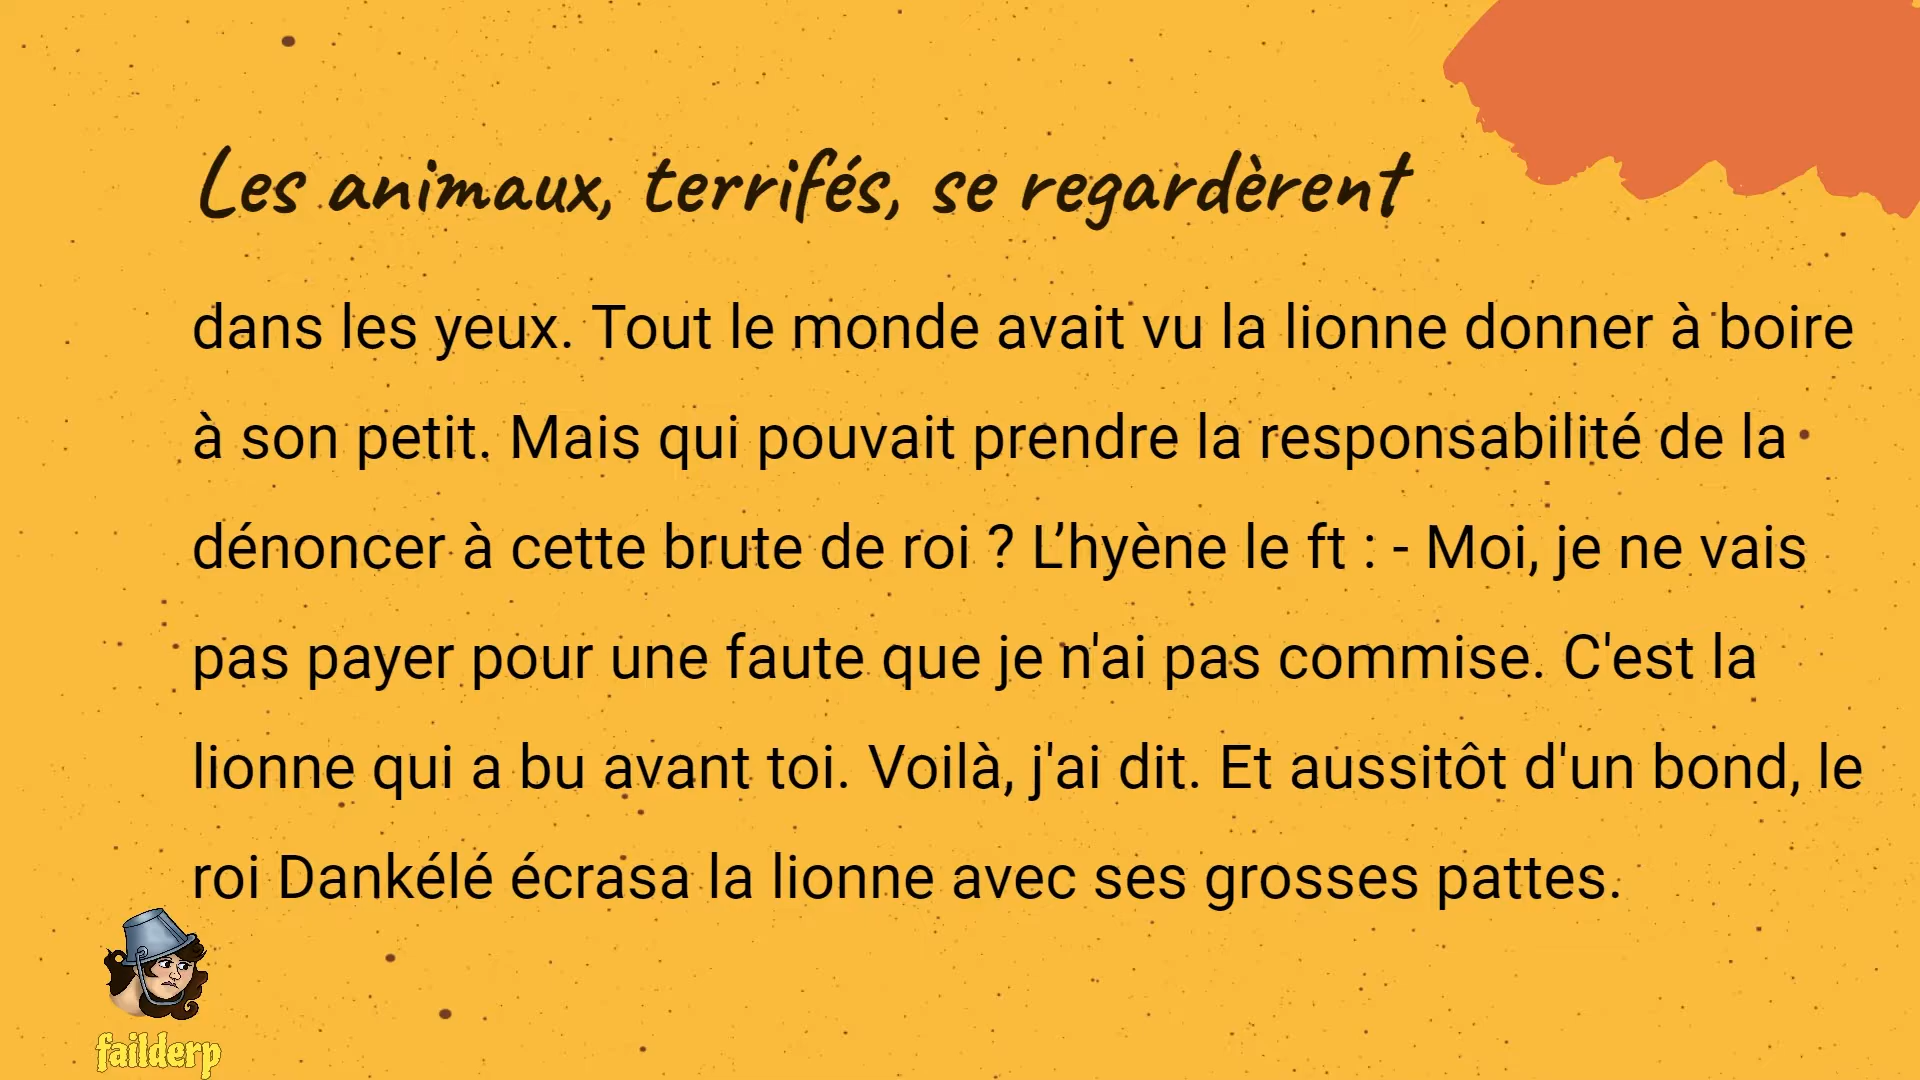 Les animaux, terrifés, se regardèrent
dans les yeux. Tout le monde avait vu la lionne donner à boire
à son petit. Mais qui pouvait prendre la responsabilité de la
dénoncer à cette brute de roi ? L’hyène le ft : - Moi, je ne vais
pas payer pour une faute que je n'ai pas commise. C'est la
lionne qui a bu avant toi. Voilà, j'ai dit. Et aussitôt d'un bond, le
roi Dankélé écrasa la lionne avec ses grosses pattes.
failderp